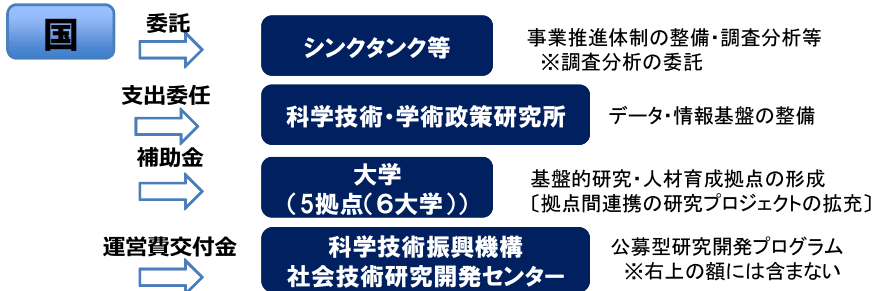 国
委託
シンクタンク等
事業推進体制の整備・調査分析等
※調査分析の委託
支出委任
科学技術・学術政策研究所
データ・情報基盤の整備
補助金
大学
（５拠点（６大学））
基盤的研究・人材育成拠点の形成
〔拠点間連携の研究プロジェクトの拡充〕
運営費交付金
科学技術振興機構
社会技術研究開発センター
公募型研究開発プログラム
※右上の額には含まない